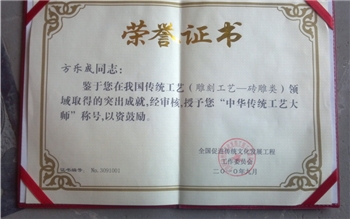 荣誉证书
方乐成同志：
鉴于您在我国传统工艺（雕刻工艺—砖雕类）领
域取得的突出成就，经审核，授予您“中华传统工艺大
师”称号，以资鼓励。
全国促进传统文化发展工程
工作委员会
二〇一〇年九月
No.3091001